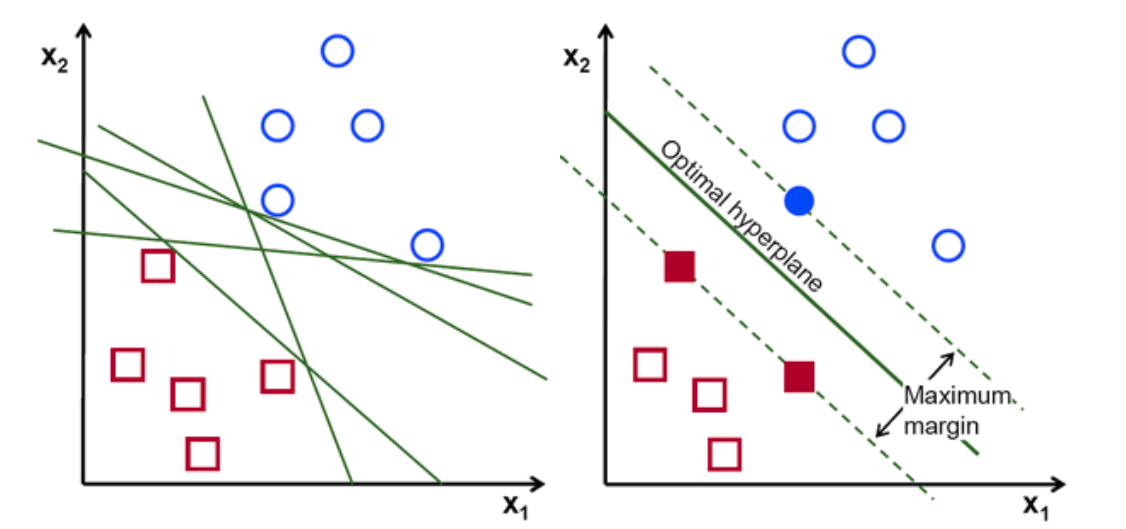 x₂
x₁
x₂
Optimal hyperplane
Maximum
margin
x₁